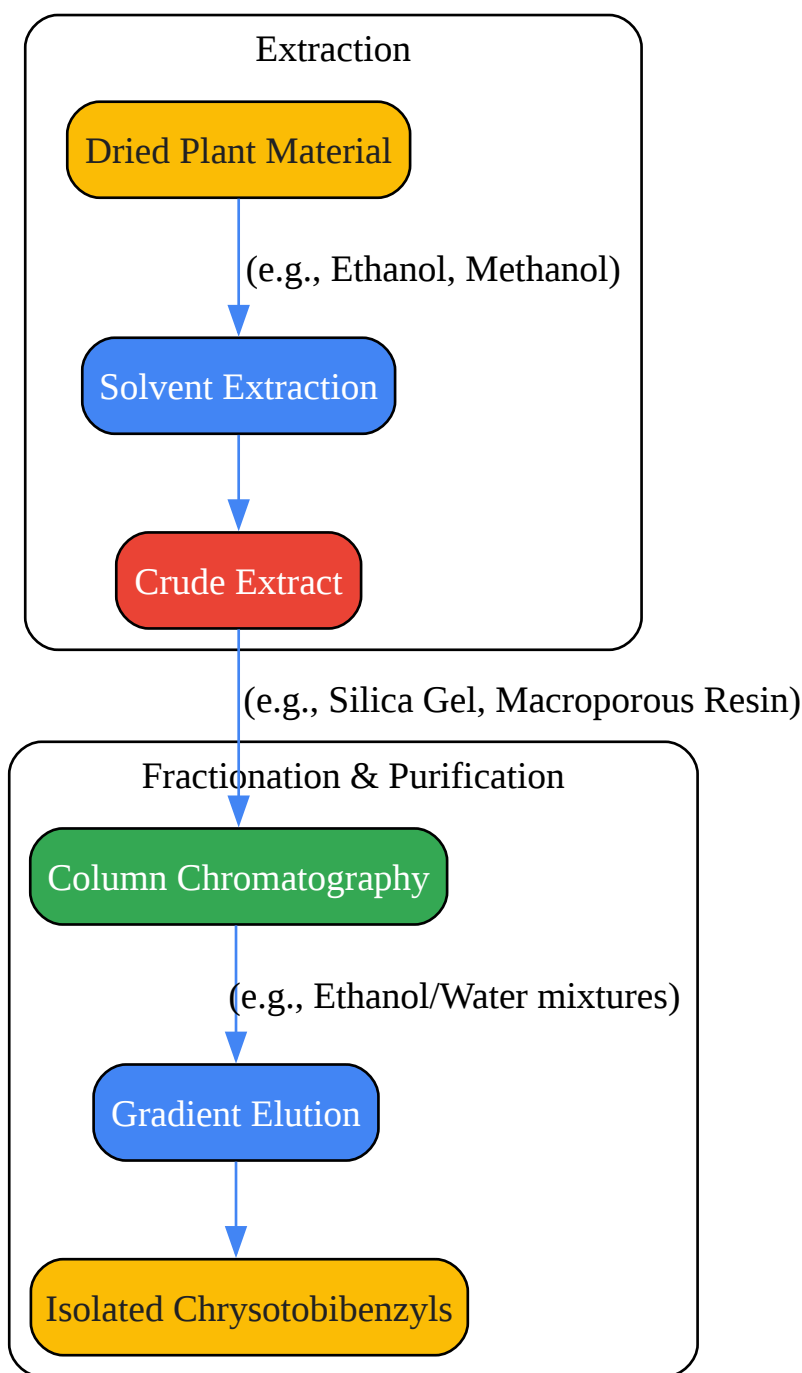 Extraction
Dried Plant Material
(e.g., Ethanol, Methanol)
Solvent Extraction
Crude Extract
(e.g., Silica Gel, Macroporous Resin)
Fractionation & Purification
Column Chromatography
(e.g., Ethanol/Water mixtures)
Gradient Elution
Isolated Chrysotobibenzyls